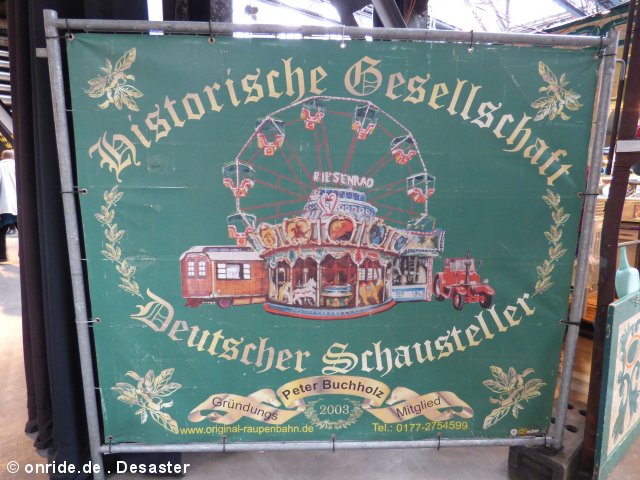 Historische Gesellschaft
RIESENRAD
Deutscher Schausteller
Peter Buchholz
Gründungs Mitglied
2003
www.original-raupenbahn.de Tel.: 0177-2754599
© onride.de . Desaster